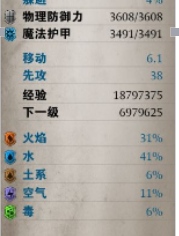 物理防御力 3608/3608
魔法护甲 3491/3491
移动 6.1
先攻 38
经验 18797375
下一级 6979625
火焰 31%
水 41%
土系 6%
空气 11%
毒 6%